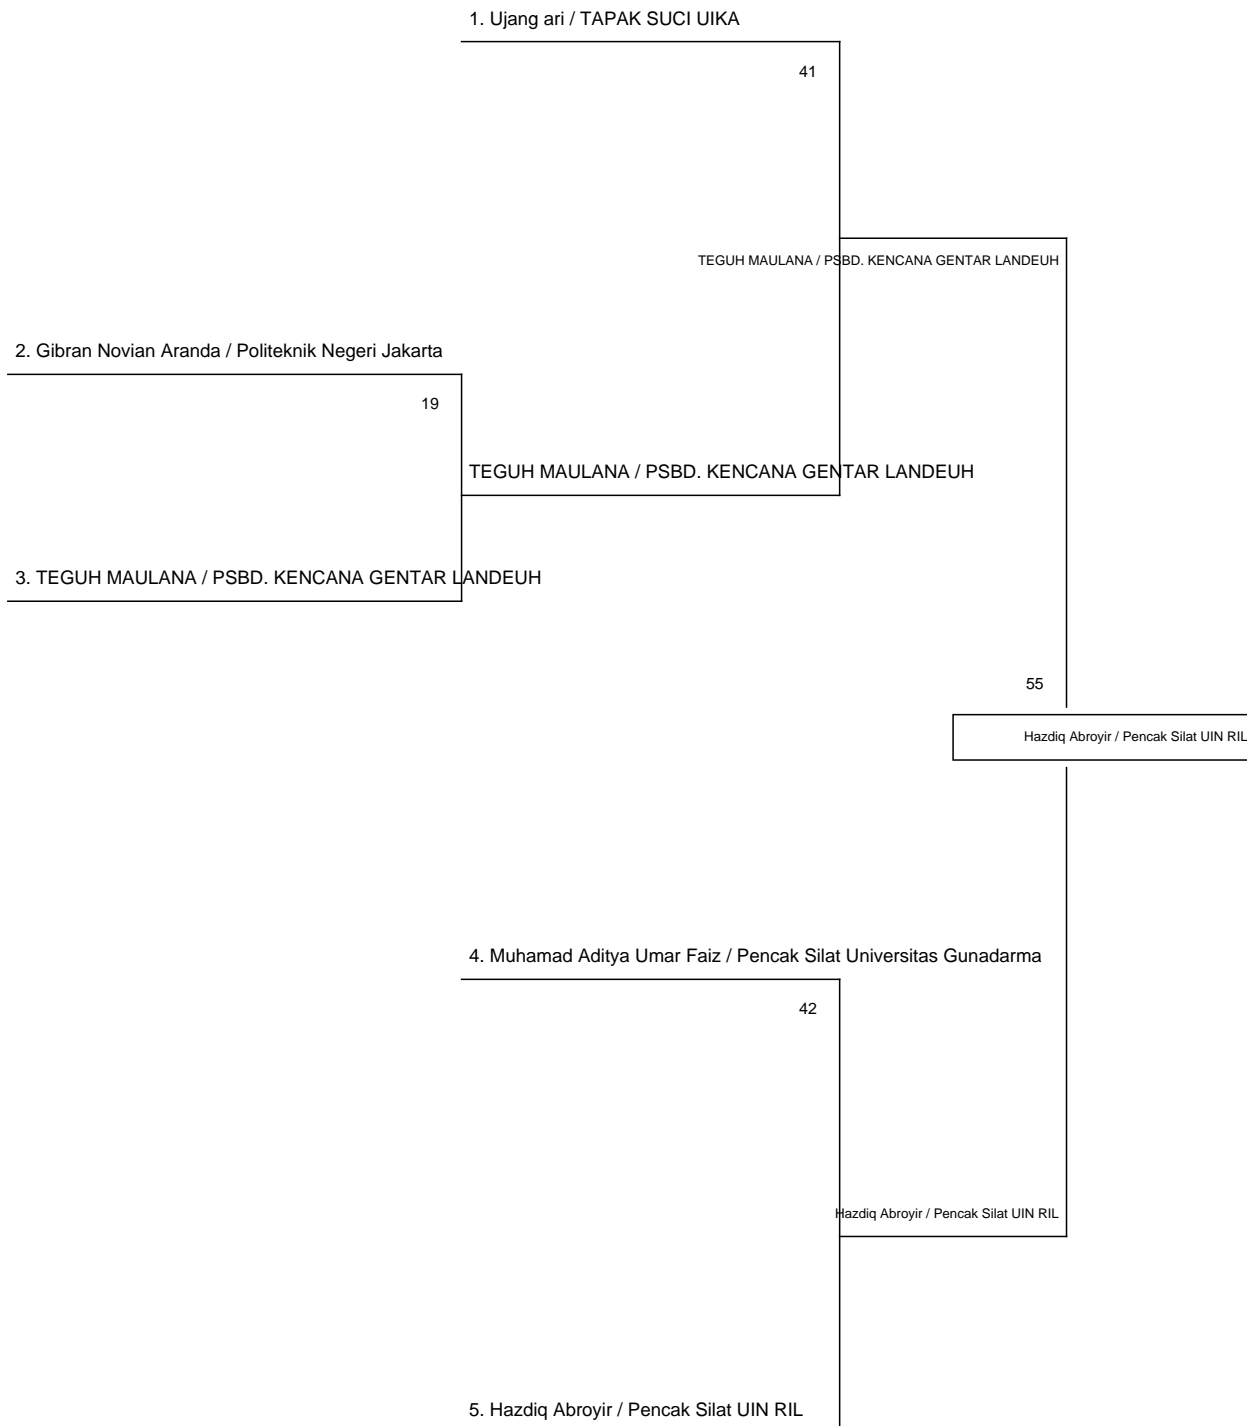 1. Ujang ari / TAPAK SUCI UIKA
41
TEGUH MAULANA / PSBD. KENCANA GENTAR LANDEUH
2. Gibran Novian Aranda / Politeknik Negeri Jakarta
19
TEGUH MAULANA / PSBD. KENCANA GENTAR LANDEUH
3. TEGUH MAULANA / PSBD. KENCANA GENTAR LANDEUH
55
Hazdiq Abroyir / Pencak Silat UIN RIL
4. Muhamad Aditya Umar Faiz / Pencak Silat Universitas Gunadarma
42
Hazdiq Abroyir / Pencak Silat UIN RIL
5. Hazdiq Abroyir / Pencak Silat UIN RIL